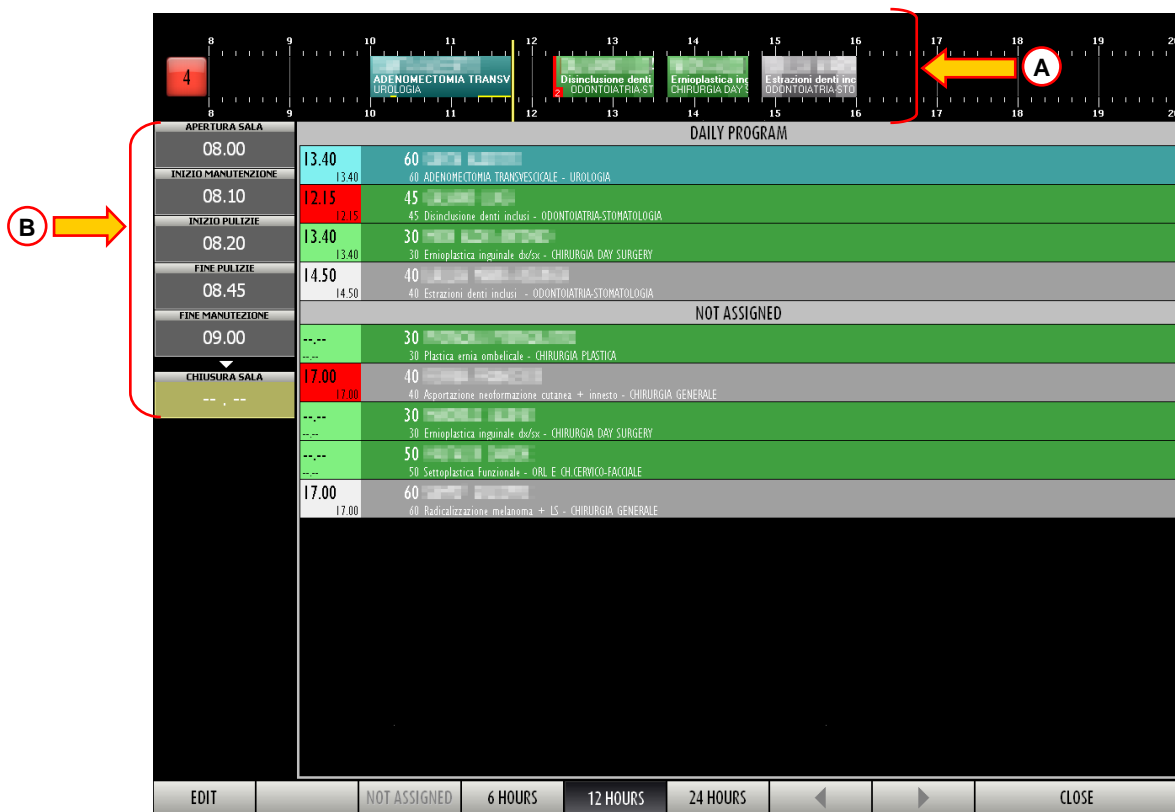 8 9 10 11 12 13 14 15 16 17 18 19 20
4
ADENOMECTOMIA TRANSV
UROLOGIA
2
Disinclusione denti
ODONTOIATRIA-ST
Ernioplastica ing
CHIRURGIA DAY S
Estrazioni denti inc
ODONTOIATRIA-STO
8 9 10 11 12 13 14 15 16 17 18 19 20
A
B
APERTURA SALA
08.00
INIZIO MANUTENZIONE
08.10
INIZIO PULIZIE
08.20
FINE PULIZIE
08.45
FINE MANUTEZIONE
09.00
CHIUSURA SALA
-- . --
DAILY PROGRAM
13.40 60
13.40 60 ADENOMECTOMIA TRANSVESCICALE - UROLOGIA
12.15 45
12.15 45 Disinclusione denti inclusi - ODONTOIATRIA-STOMATOLOGIA
13.40 30
13.40 30 Ernioplastica inguinale dx/sx - CHIRURGIA DAY SURGERY
14.50 40
14.50 40 Estrazioni denti inclusi - ODONTOIATRIA-STOMATOLOGIA
NOT ASSIGNED
--.-- 30
--.-- 30 Plastica ernia ombelicale - CHIRURGIA PLASTICA
17.00 40
17.00 40 Asportazione neoformazione cutanea + innesto - CHIRURGIA GENERALE
--.-- 30
--.-- 30 Ernioplastica inguinale dx/sx - CHIRURGIA DAY SURGERY
--.-- 50
--.-- 50 Settoplastica Funzionale - ORL E CH.CERVICO-FACCIALE
17.00 60
17.00 60 Radicalizzazione melanoma + LS - CHIRURGIA GENERALE
EDIT NOT ASSIGNED 6 HOURS 12 HOURS 24 HOURS CLOSE